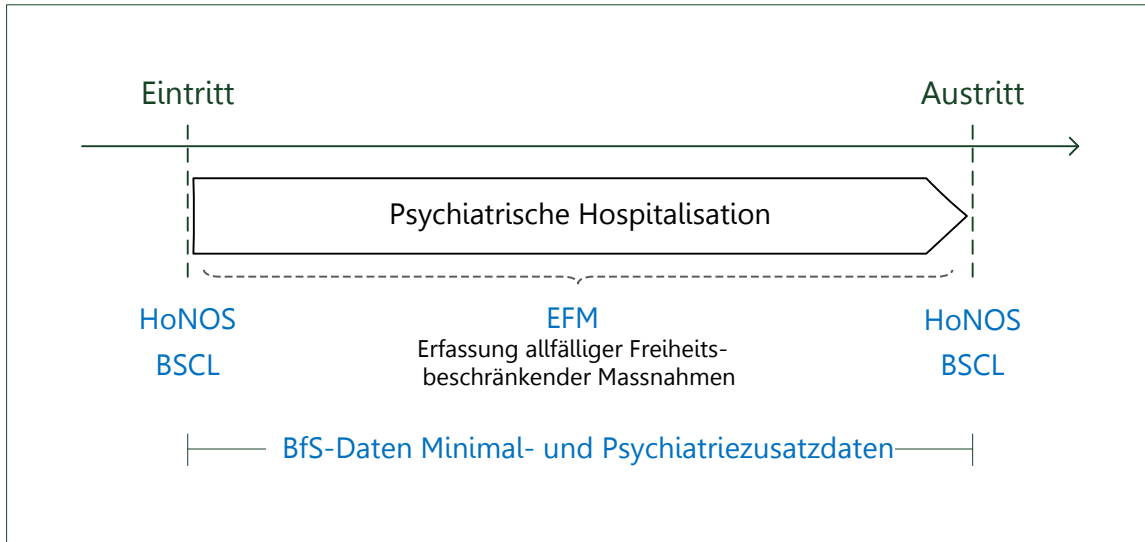 Eintritt
Austritt
Psychiatrische Hospitalisation
HoNOS
BSCL
EFM
Erfassung allfälliger Freiheits-
beschränkender Massnahmen
HoNOS
BSCL
BfS-Daten Minimal- und Psychiatriezusatzdaten